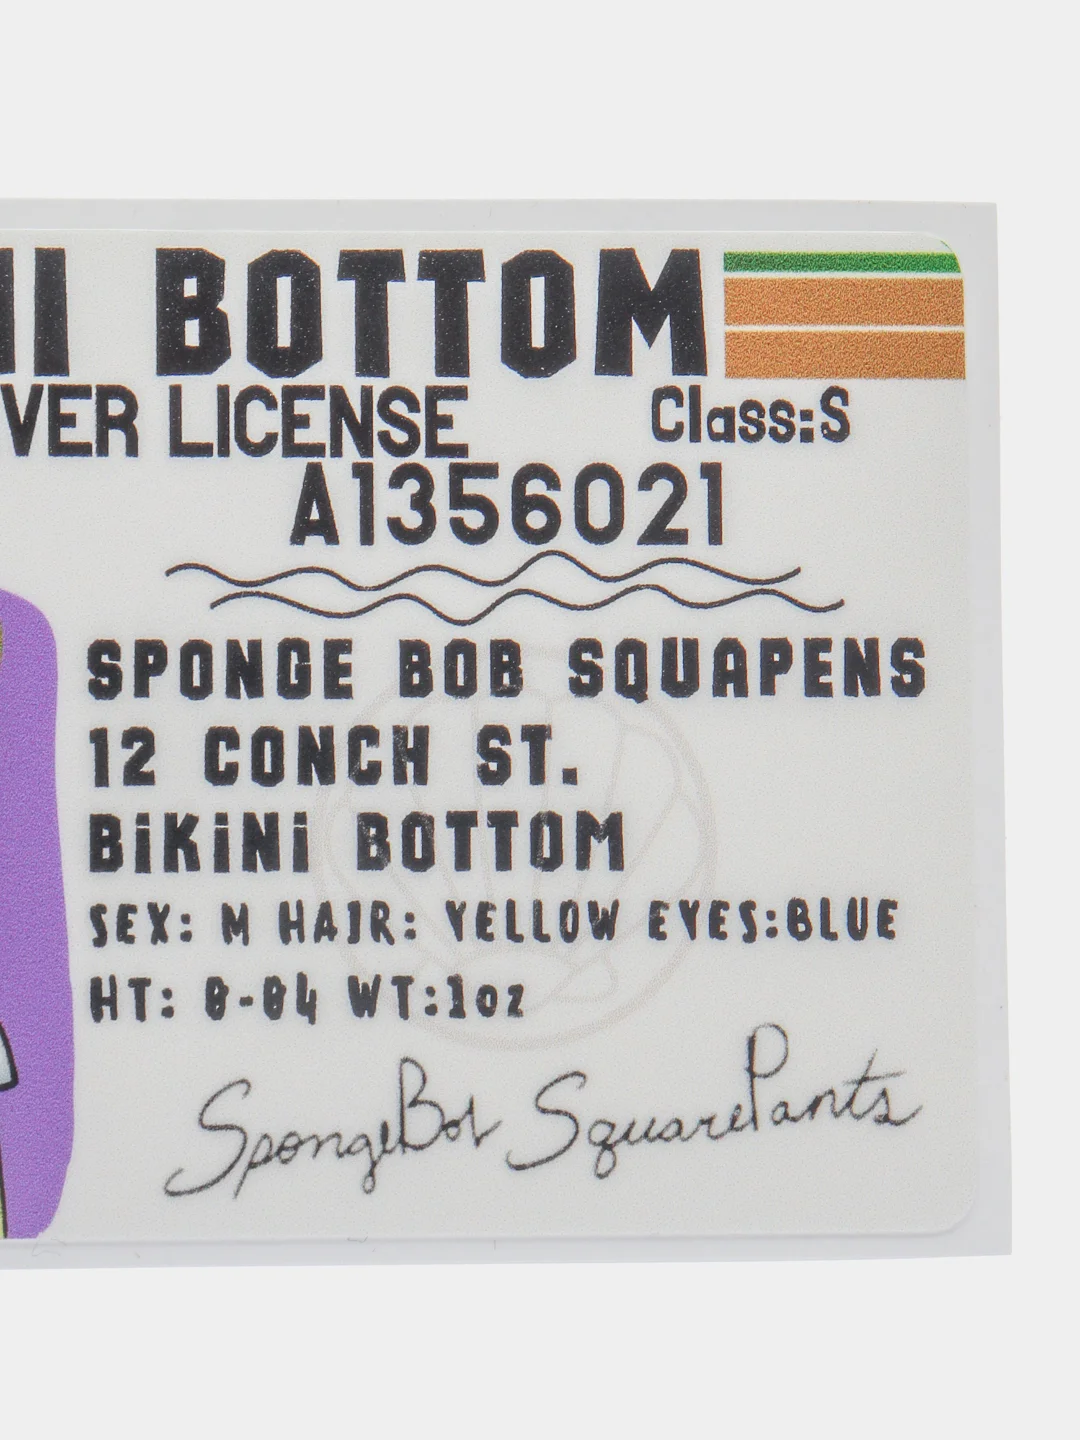 BOTTOM
VER LICENSE Class:S
A1356021
SPONGE BOB SQUAPENS
12 CONCH ST.
BiKiNi BOTTOM
SEX: M HAIR: YELLOW EYES:BLUE
HT: 0-04 WT:1oz
SpongeBob SquarePants